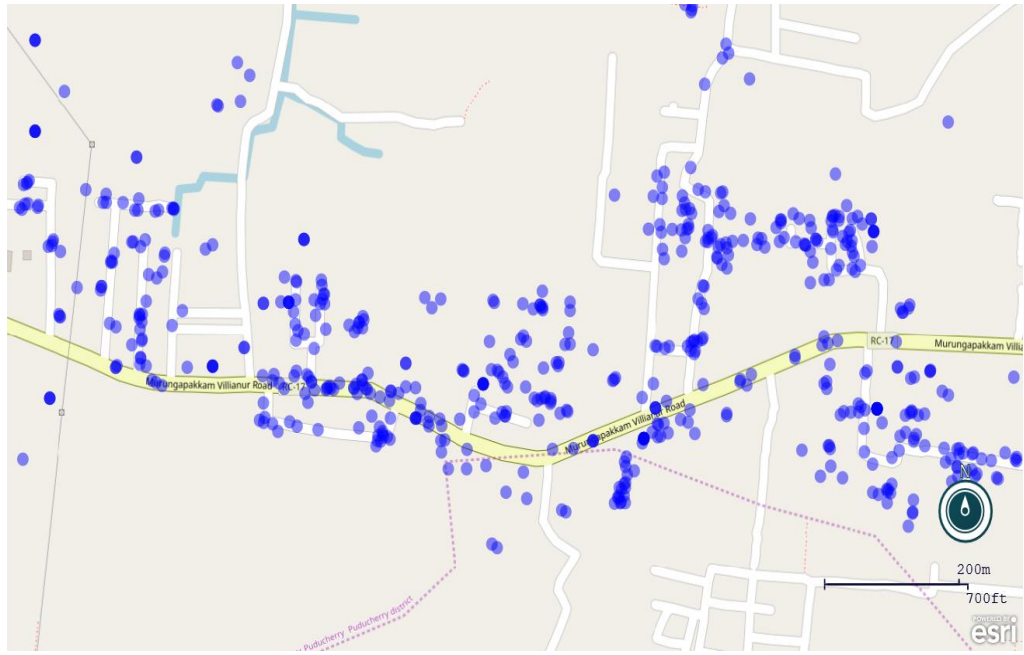 RC-17
Murungapakkam Villia
Murungapakkam Villianur Road
RC-17
Murungapakkam Villianur Road
N
200m
700ft
Puducherry Puducherry district
POWERED BY
esri